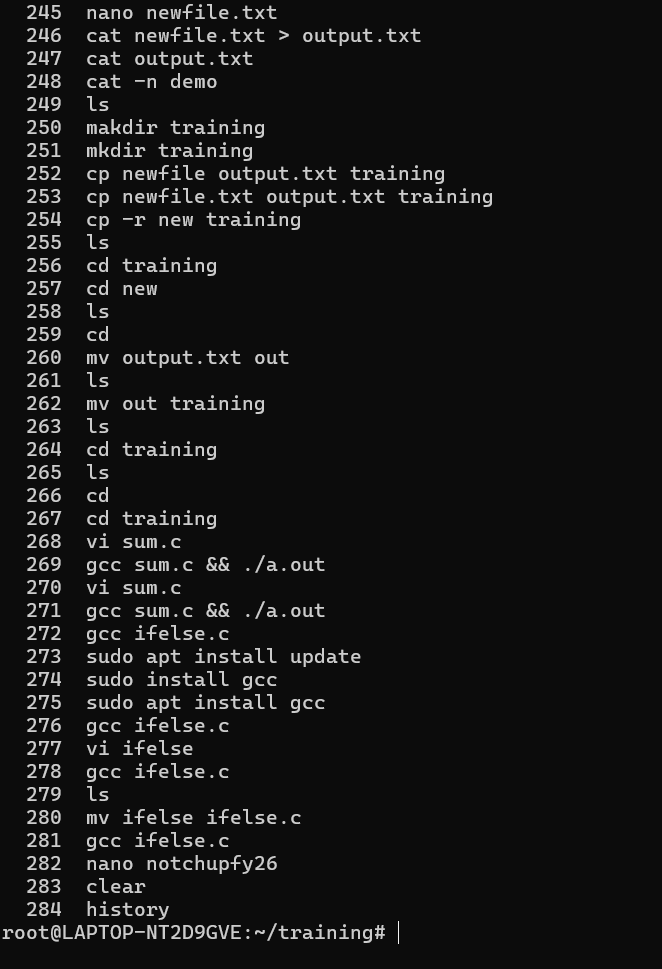 245  nano newfile.txt
246  cat newfile.txt > output.txt
247  cat output.txt
248  cat -n demo
249  ls
250  makdir training
251  mkdir training
252  cp newfile output.txt training
253  cp newfile.txt output.txt training
254  cp -r new training
255  ls
256  cd training
257  cd new
258  ls
259  cd
260  mv output.txt out
261  ls
262  mv out training
263  ls
264  cd training
265  ls
266  cd
267  cd training
268  vi sum.c
269  gcc sum.c && ./a.out
270  vi sum.c
271  gcc sum.c && ./a.out
272  gcc ifelse.c
273  sudo apt install update
274  sudo install gcc
275  sudo apt install gcc
276  gcc ifelse.c
277  vi ifelse
278  gcc ifelse.c
279  ls
280  mv ifelse ifelse.c
281  gcc ifelse.c
282  nano notchupfy26
283  clear
284  history
root@LAPTOP-NT2D9GVE:~/training#